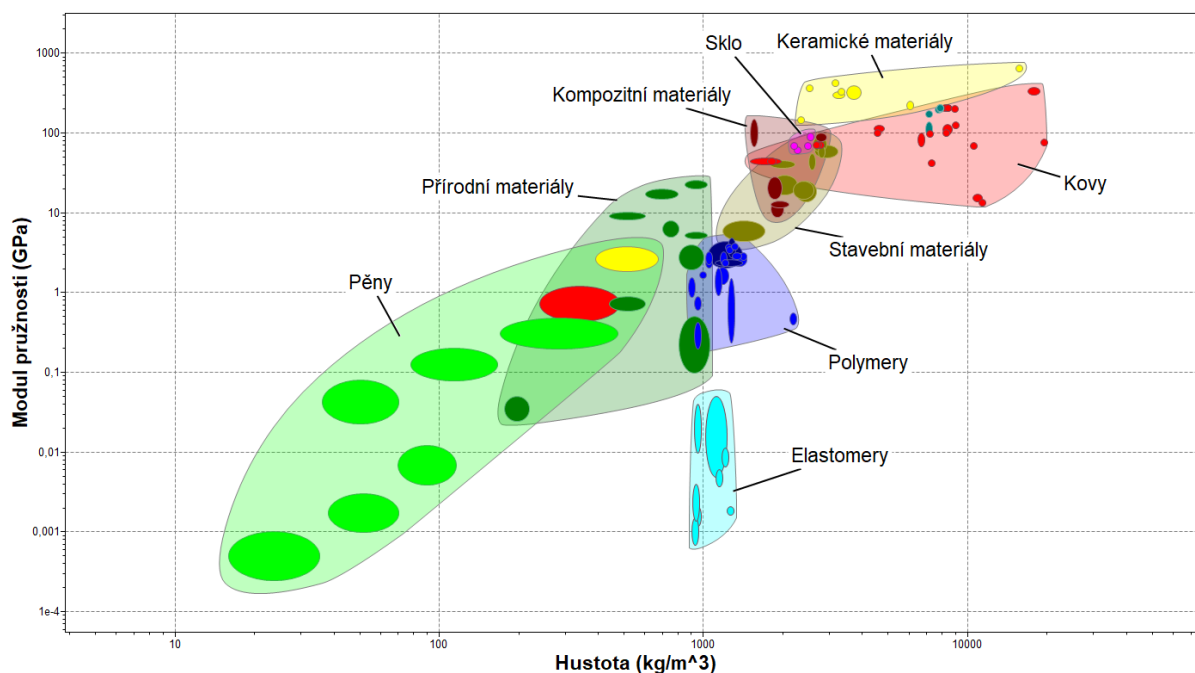 Sklo
Keramické materiály
Kompozitní materiály
Přírodní materiály
Kovy
Stavební materiály
Pěny
Polymery
Elastomery
Modul pružnosti (GPa)
1000
100
10
1
0,1
0,01
0,001
1e-4
10
100
1000
10000
Hustota (kg/m^3)